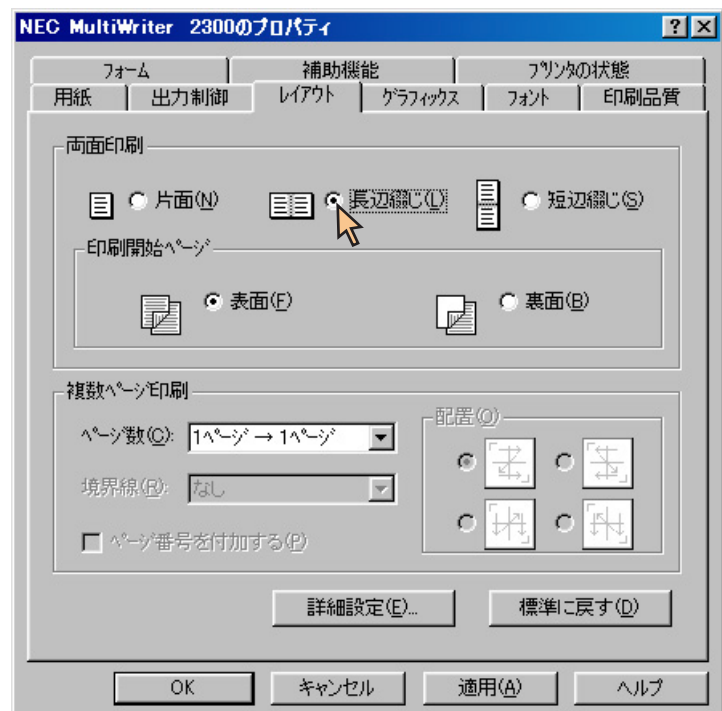 NEC MultiWriter 2300のプロパティ
フォーム 補助機能 プリンタの状態
用紙 出力制御 レイアウト グラフィックス フォント 印刷品質
両面印刷
片面(N) 長辺綴じ(L) 短辺綴じ(S)
印刷開始ページ
表面(F) 裏面(B)
複数ページ印刷
ページ数(C): 1ページ → 1ページ
配置(O)
境界線(R): なし
ページ番号を付加する(P)
詳細設定(E)... 標準に戻す(D)
OK キャンセル 適用(A) ヘルプ